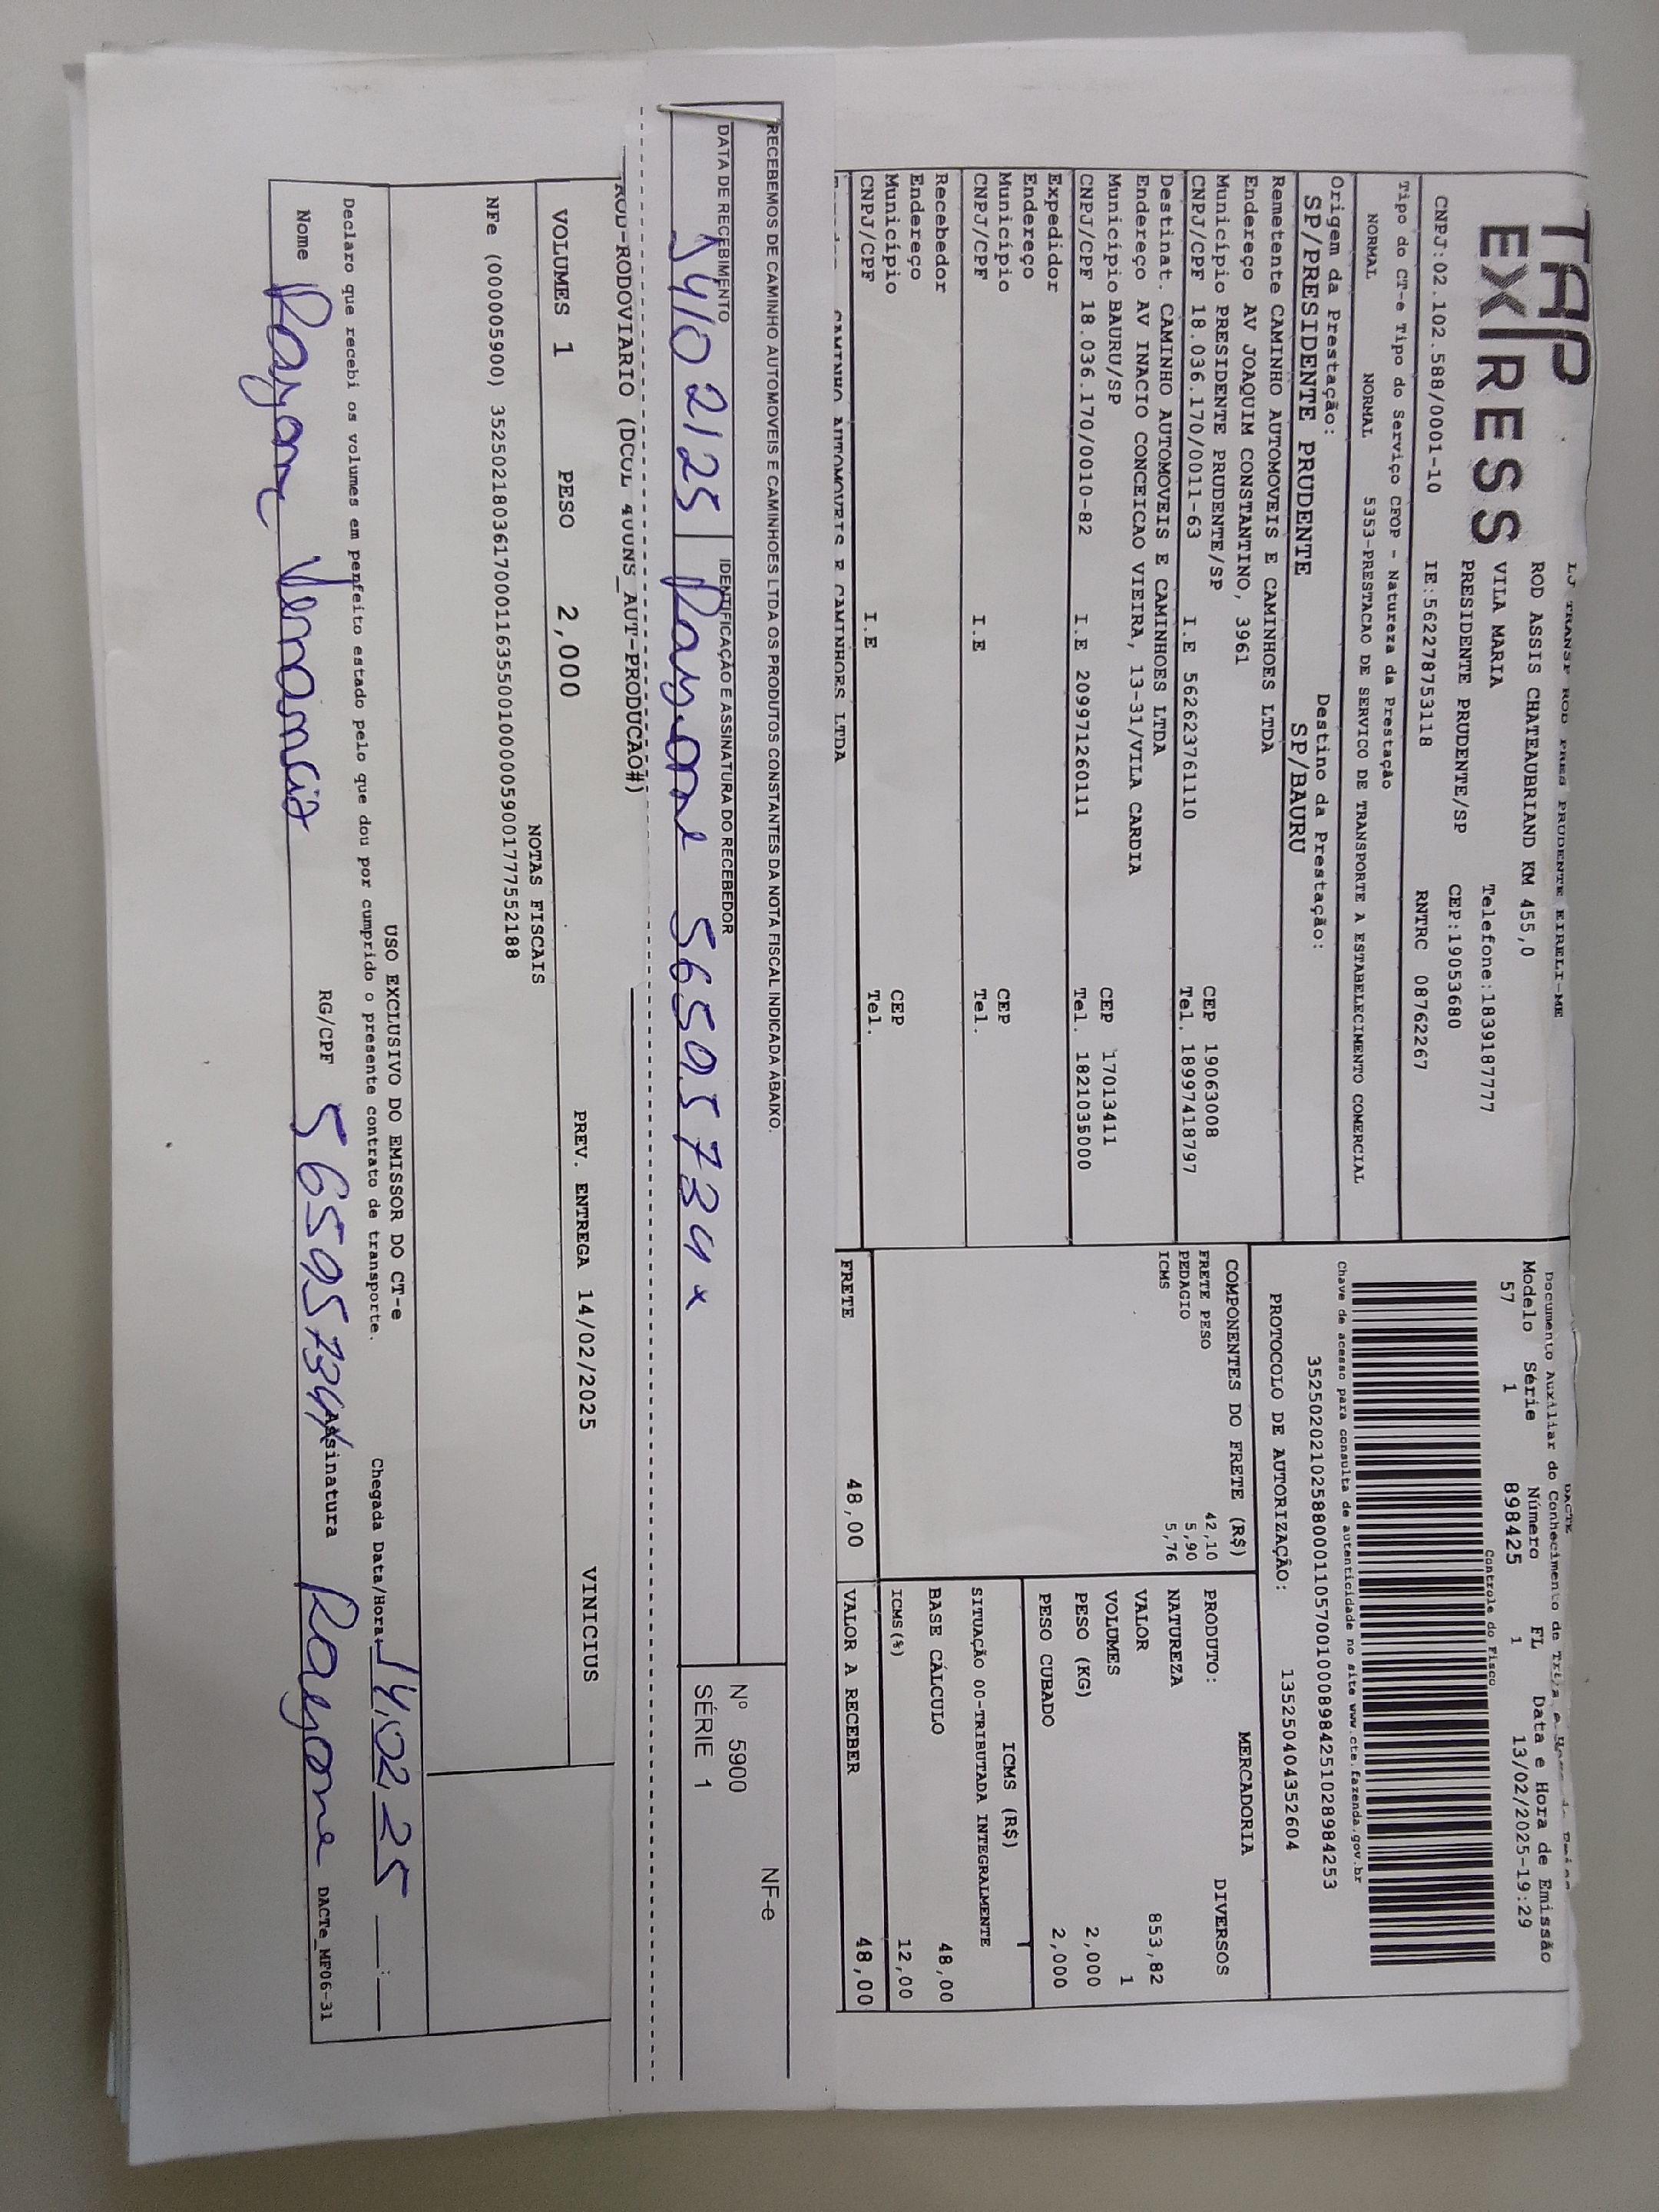 TAP
EXPRESS
LJ TRANSP ROD PRES PRUDENTE EIRELI-ME
ROD ASSIS CHATEAUBRIAND KM 455,0
VILA MARIA Telefone:1839187777
PRESIDENTE PRUDENTE/SP CEP:19053680
CNPJ:02.102.588/0001-10 IE:562278753118 RNTRC 08762267
Tipo do CT-e Tipo do Serviço CFOP - Natureza da Prestação
NORMAL NORMAL 5353-PRESTACAO DE SERVICO DE TRANSPORTE A ESTABELECIMENTO COMERCIAL
Origem da Prestação: Destino da Prestação:
SP/PRESIDENTE PRUDENTE SP/BAURU
Remetente CAMINHO AUTOMOVEIS E CAMINHOES LTDA
Endereço AV JOAQUIM CONSTANTINO, 3961 CEP 19063008
Município PRESIDENTE PRUDENTE/SP Tel. 18997418797
CNPJ/CPF 18.036.170/0011-63 I.E 562623761110
Destinat. CAMINHO AUTOMOVEIS E CAMINHOES LTDA
Endereço AV INACIO CONCEICAO VIEIRA, 13-31/VILA CARDIA
Município BAURU/SP CEP 17013411
CNPJ/CPF 18.036.170/0010-82 I.E 209971260111 Tel. 1821035000
Expedidor
Endereço
Município CEP
CNPJ/CPF I.E Tel.
Recebedor
Endereço
Município CEP
CNPJ/CPF I.E Tel.
CAMINHO AUTOMOVEIS E CAMINHOES LTDA
DACTE
Documento Auxiliar do Conhecimento de
Modelo Série Número FL Data e Hora de Emissão
57 1 898425 1 13/02/2025-19:29
Controle do Fisco
Chave de acesso para consulta de autenticidade no site www.cte.fazenda.gov.br
35250202102588000110570010008984251028984253
PROTOCOLO DE AUTORIZAÇÃO: 135250404352604
COMPONENTES DO FRETE (R$)
FRETE PESO 42,10
PEDAGIO 5,90
ICMS 5,76
FRETE 48,00
MERCADORIA
PRODUTO: DIVERSOS
NATUREZA
VALOR 853,82
VOLUMES 1
PESO (KG) 2,000
PESO CUBADO 2,000
ICMS (R$)
SITUAÇÃO 00-TRIBUTADA INTEGRALMENTE
BASE CÁLCULO 48,00
ICMS(%) 12,00
VALOR A RECEBER 48,00
RECEBEMOS DE CAMINHO AUTOMOVEIS E CAMINHOES LTDA OS PRODUTOS CONSTANTES DA NOTA FISCAL INDICADA ABAIXO.
DATA DE RECEBIMENTO IDENTIFICAÇÃO E ASSINATURA DO RECEBEDOR
14/02/25 Rayane 56595734x
NF-e
Nº 5900
SÉRIE 1
ROD-RODOVIARIO (DCOL 400NS_AUT-PRODUCÃO#)
VOLUMES 1 PESO 2,000 PREV. ENTREGA 14/02/2025 VINICIUS
NOTAS FISCAIS
NFe (000005900) 35250218036170001163550010000059001777552188
USO EXCLUSIVO DO EMISSOR DO CT-e
Declaro que recebi os volumes em perfeito estado pelo que dou por cumprido o presente contrato de transporte. Chegada Data/Hora: 14/02/25 __:__
Nome Rayane Venancio RG/CPF 56595734X Assinatura Rayane
DACTe_MF06-31